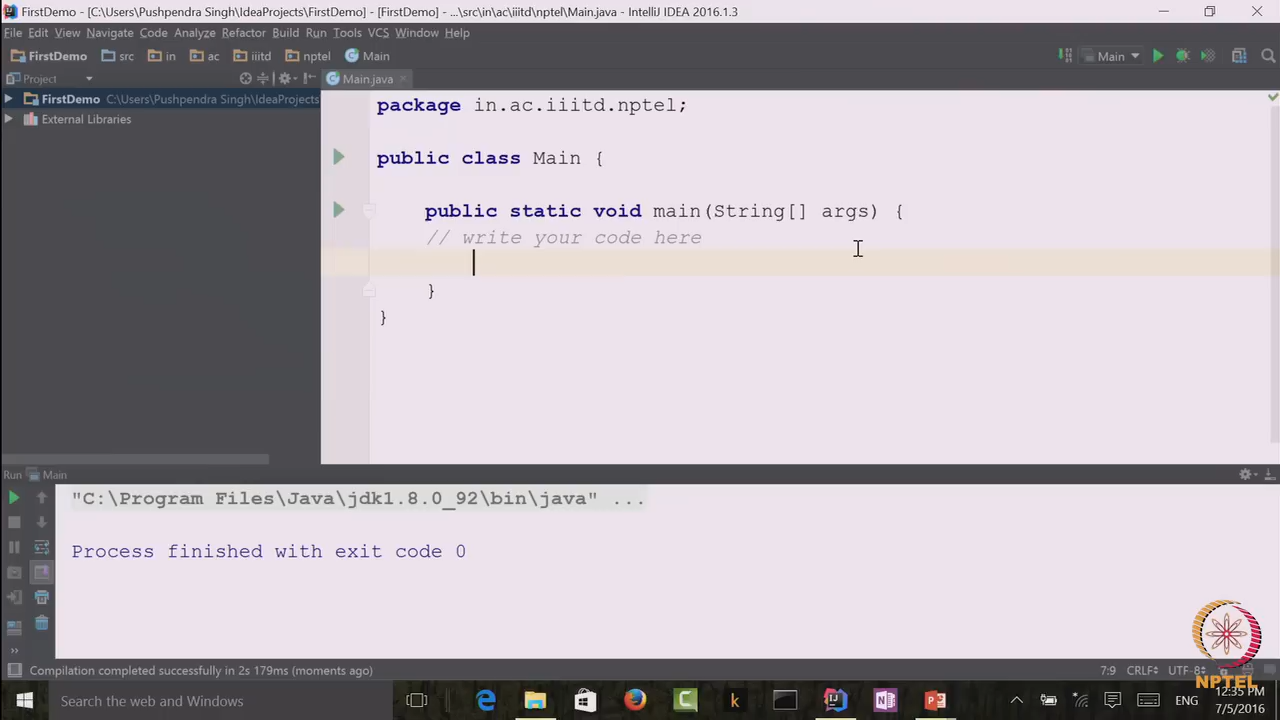 FirstDemo - [C:\Users\Pushpendra Singh\IdeaProjects\FirstDemo] - [FirstDemo] - ...\src\in\ac\iiitd\nptel\Main.java - IntelliJ IDEA 2016.1.3
File Edit View Navigate Code Analyze Refactor Build Run Tools VCS Window Help
FirstDemo src in ac iiitd nptel Main Main
Project Main.java
FirstDemo C:\Users\Pushpendra Singh\IdeaProjects
External Libraries
package in.ac.iiitd.nptel;
public class Main {
public static void main(String[] args) {
// write your code here
}
}
Run Main
"C:\Program Files\Java\jdk1.8.0_92\bin\java" ...
Process finished with exit code 0
Compilation completed successfully in 2s 179ms (moments ago) 7:9 CRLF UTF-8
NPTEL
Search the web and Windows ENG 12:35 PM
7/5/2016